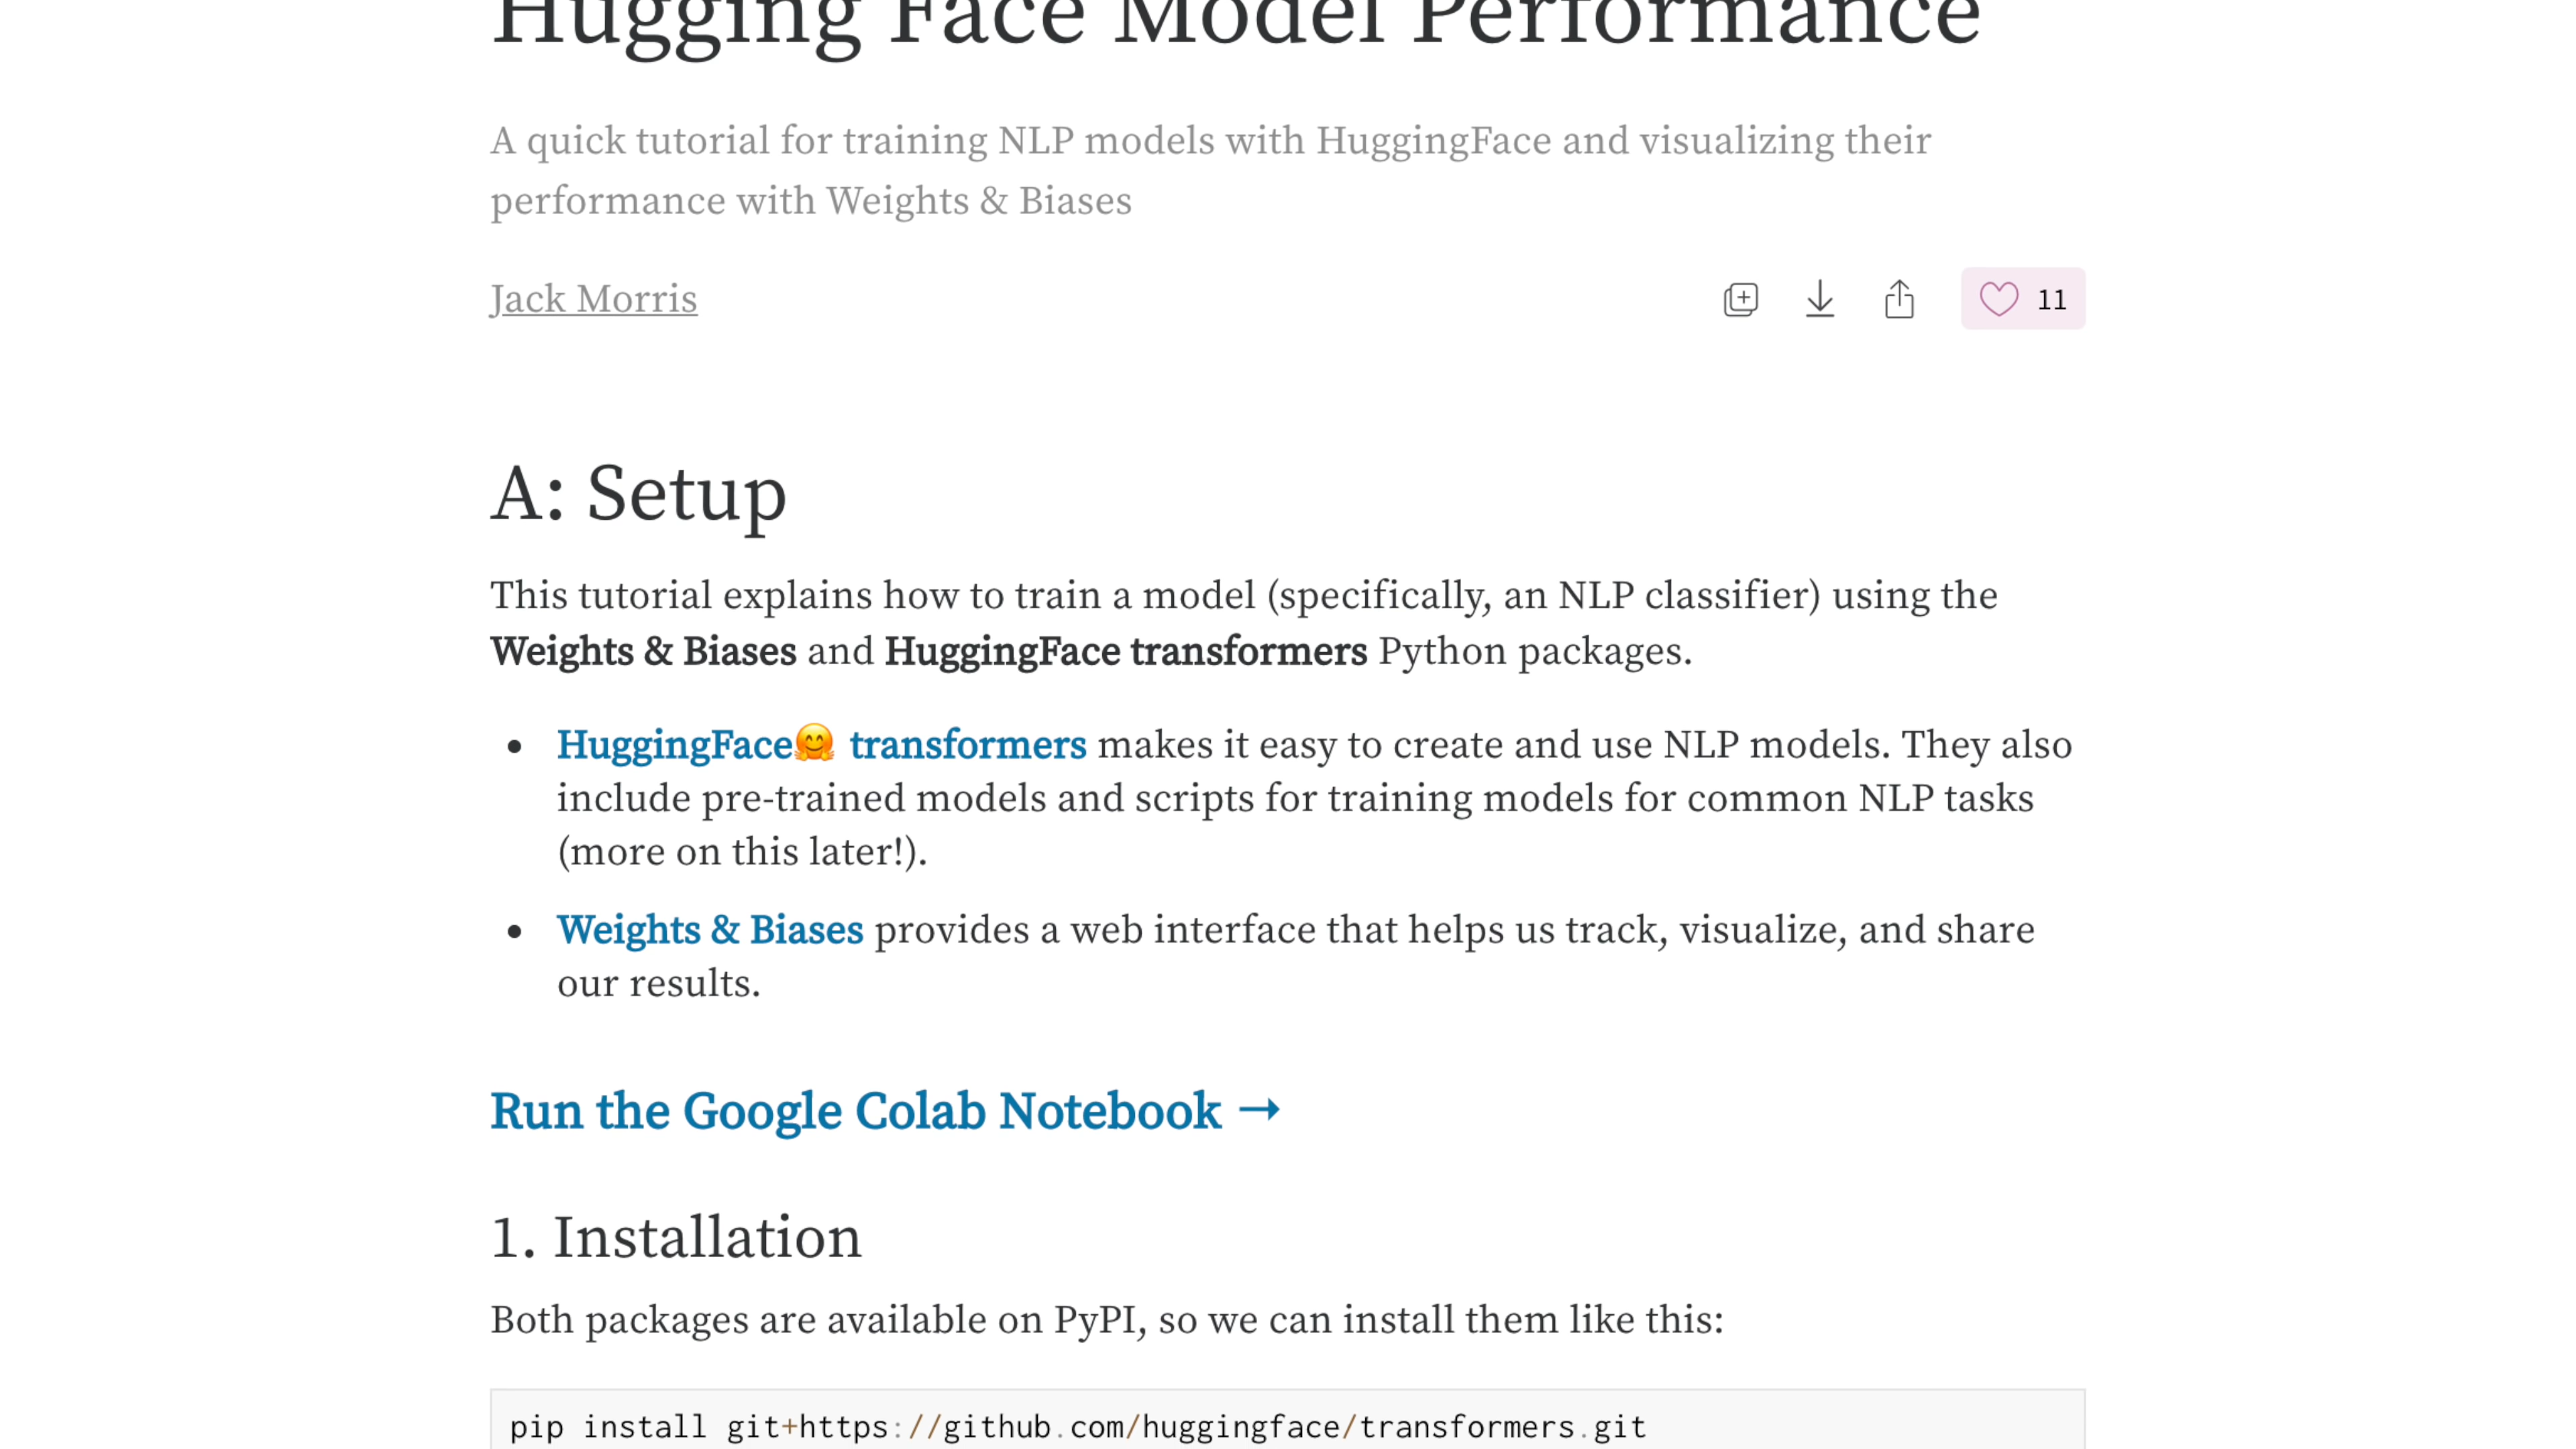 Hugging Face Model Performance
A quick tutorial for training NLP models with HuggingFace and visualizing their
performance with Weights & Biases
Jack Morris
11
A: Setup
This tutorial explains how to train a model (specifically, an NLP classifier) using the
Weights & Biases and HuggingFace transformers Python packages.
• HuggingFace🤗 transformers makes it easy to create and use NLP models. They also
include pre-trained models and scripts for training models for common NLP tasks
(more on this later!).
• Weights & Biases provides a web interface that helps us track, visualize, and share
our results.
Run the Google Colab Notebook →
1. Installation
Both packages are available on PyPI, so we can install them like this:
pip install git+https://github.com/huggingface/transformers.git